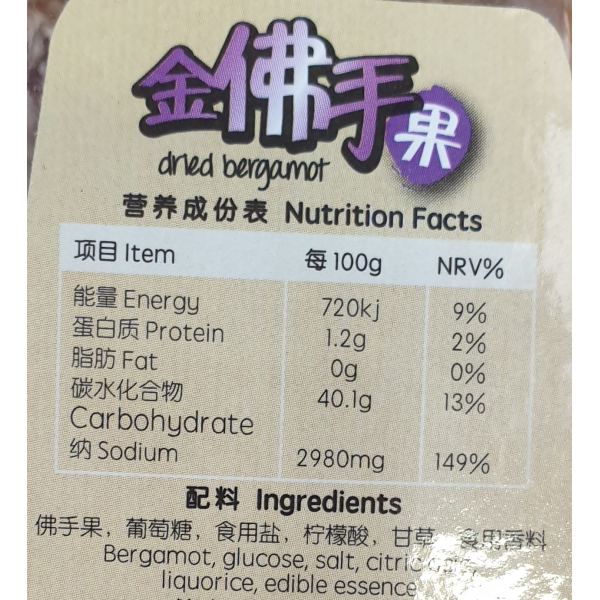 金佛手果
dried bergamot
营养成份表 Nutrition Facts
项目 Item 每100g NRV%
能量 Energy 720kj 9%
蛋白质 Protein 1.2g 2%
脂肪 Fat 0g 0%
碳水化合物 40.1g 13%
Carbohydrate
纳 Sodium 2980mg 149%
配料 Ingredients
佛手果，葡萄糖，食用盐，柠檬酸，甘草，食用香料
Bergamot, glucose, salt, citric
liquorice, edible essence